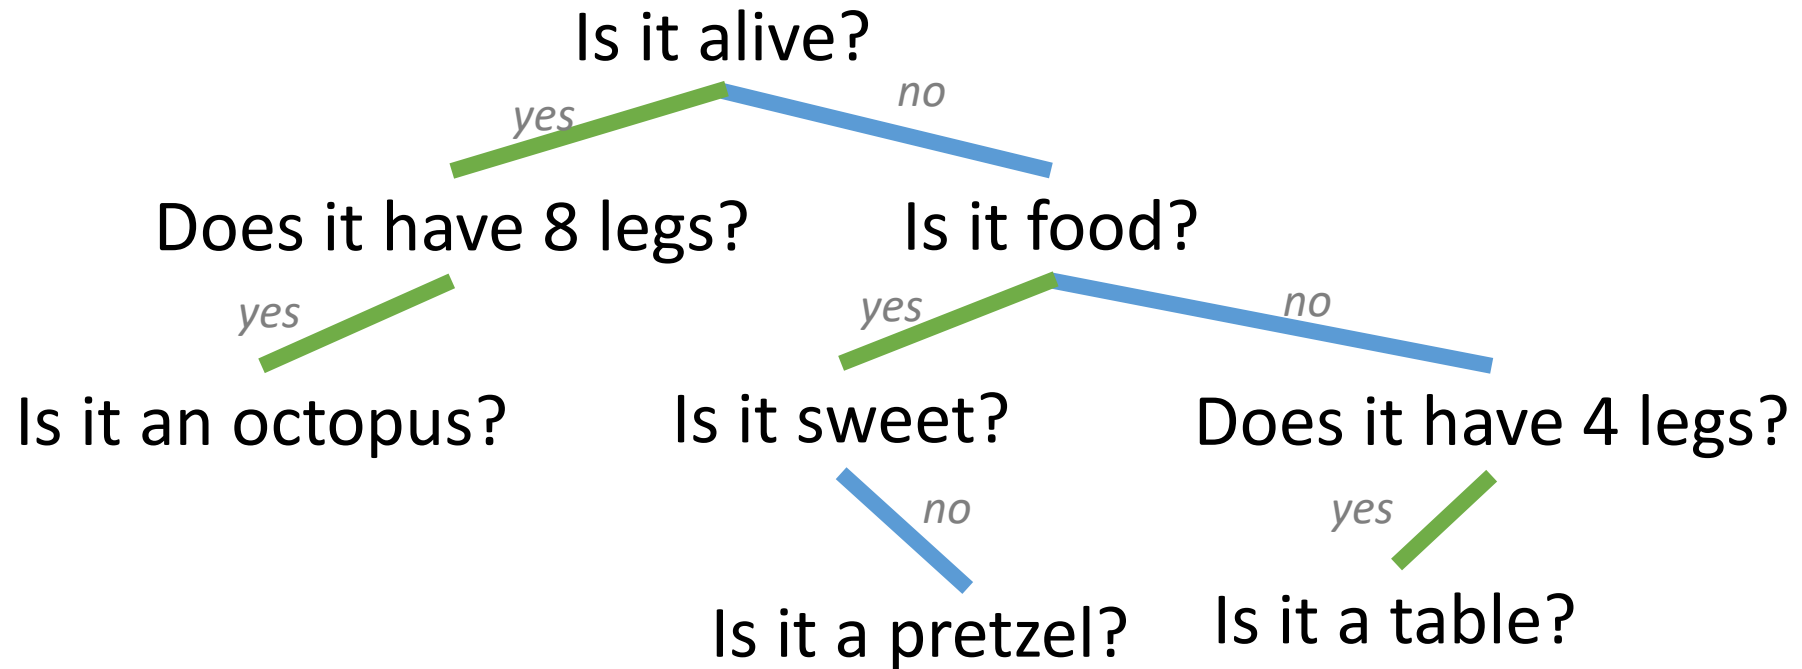 Is it alive?
yes
no
Does it have 8 legs?
Is it food?
yes
yes
no
Is it an octopus?
Is it sweet?
Does it have 4 legs?
no
yes
Is it a pretzel?
Is it a table?